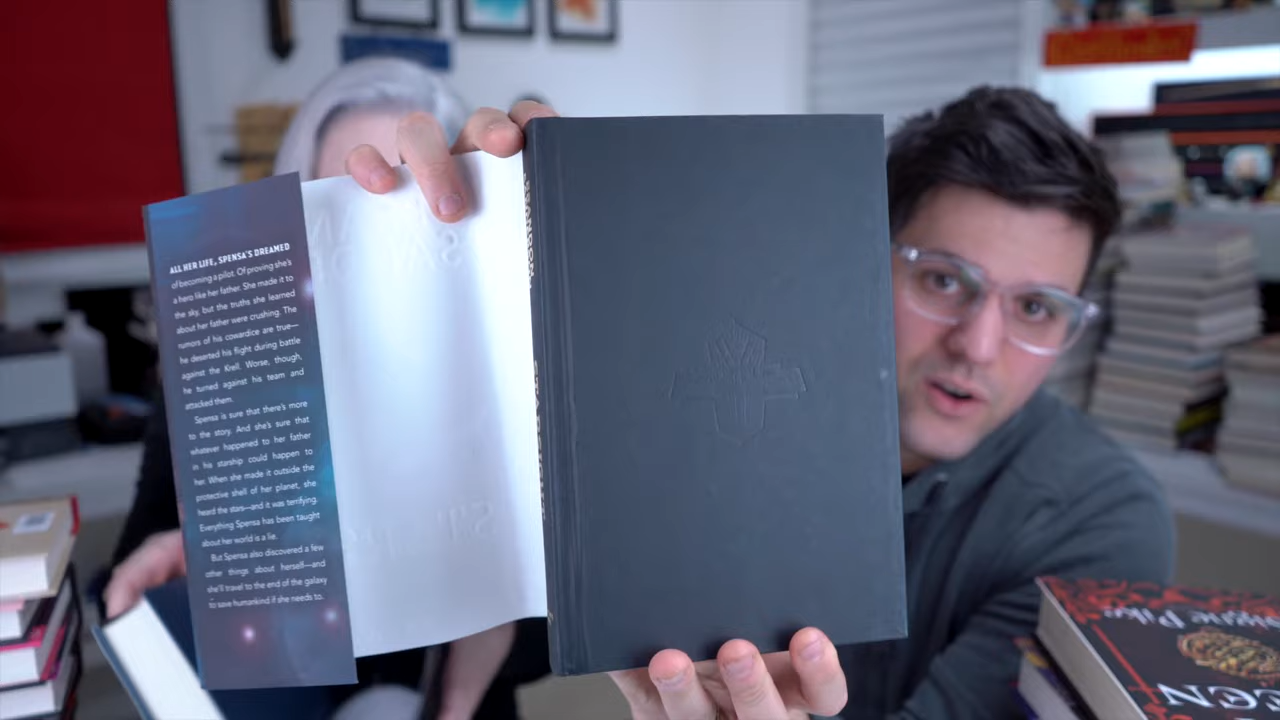 ALL HER LIFE, SPENSA'S DREAMED
of becoming a pilot. Of proving she's
a hero like her father. She made it to
the sky, but the truths she learned
about her father were crushing. The
rumors of his cowardice are true—
he deserted his flight during battle
against the Krell. Worse, though,
he turned against his team and
attacked them.
Spensa is sure that there's more
to the story. And she's sure that
whatever happened to her father
in his starship could happen to
her. When she made it outside the
protective shell of her planet, she
heard the stars—and it was terrifying.
Everything Spensa has been taught
about her world is a lie.
But Spensa also discovered a few
other things about herself—and
she'll travel to the end of the galaxy
to save humankind if she needs to.
Signe Pike